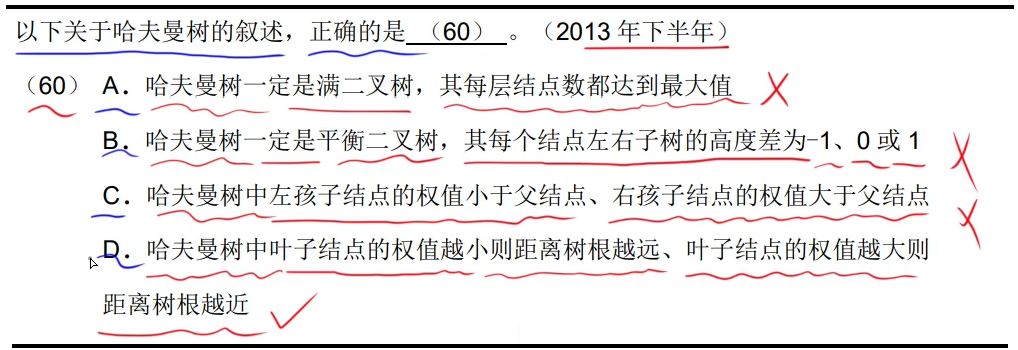 以下关于哈夫曼树的叙述，正确的是 （60） 。（2013 年下半年）
（60） A．哈夫曼树一定是满二叉树，其每层结点数都达到最大值
B．哈夫曼树一定是平衡二叉树，其每个结点左右子树的高度差为-1、0 或 1
C．哈夫曼树中左孩子结点的权值小于父结点、右孩子结点的权值大于父结点
D．哈夫曼树中叶子结点的权值越小则距离树根越远、叶子结点的权值越大则
距离树根越近